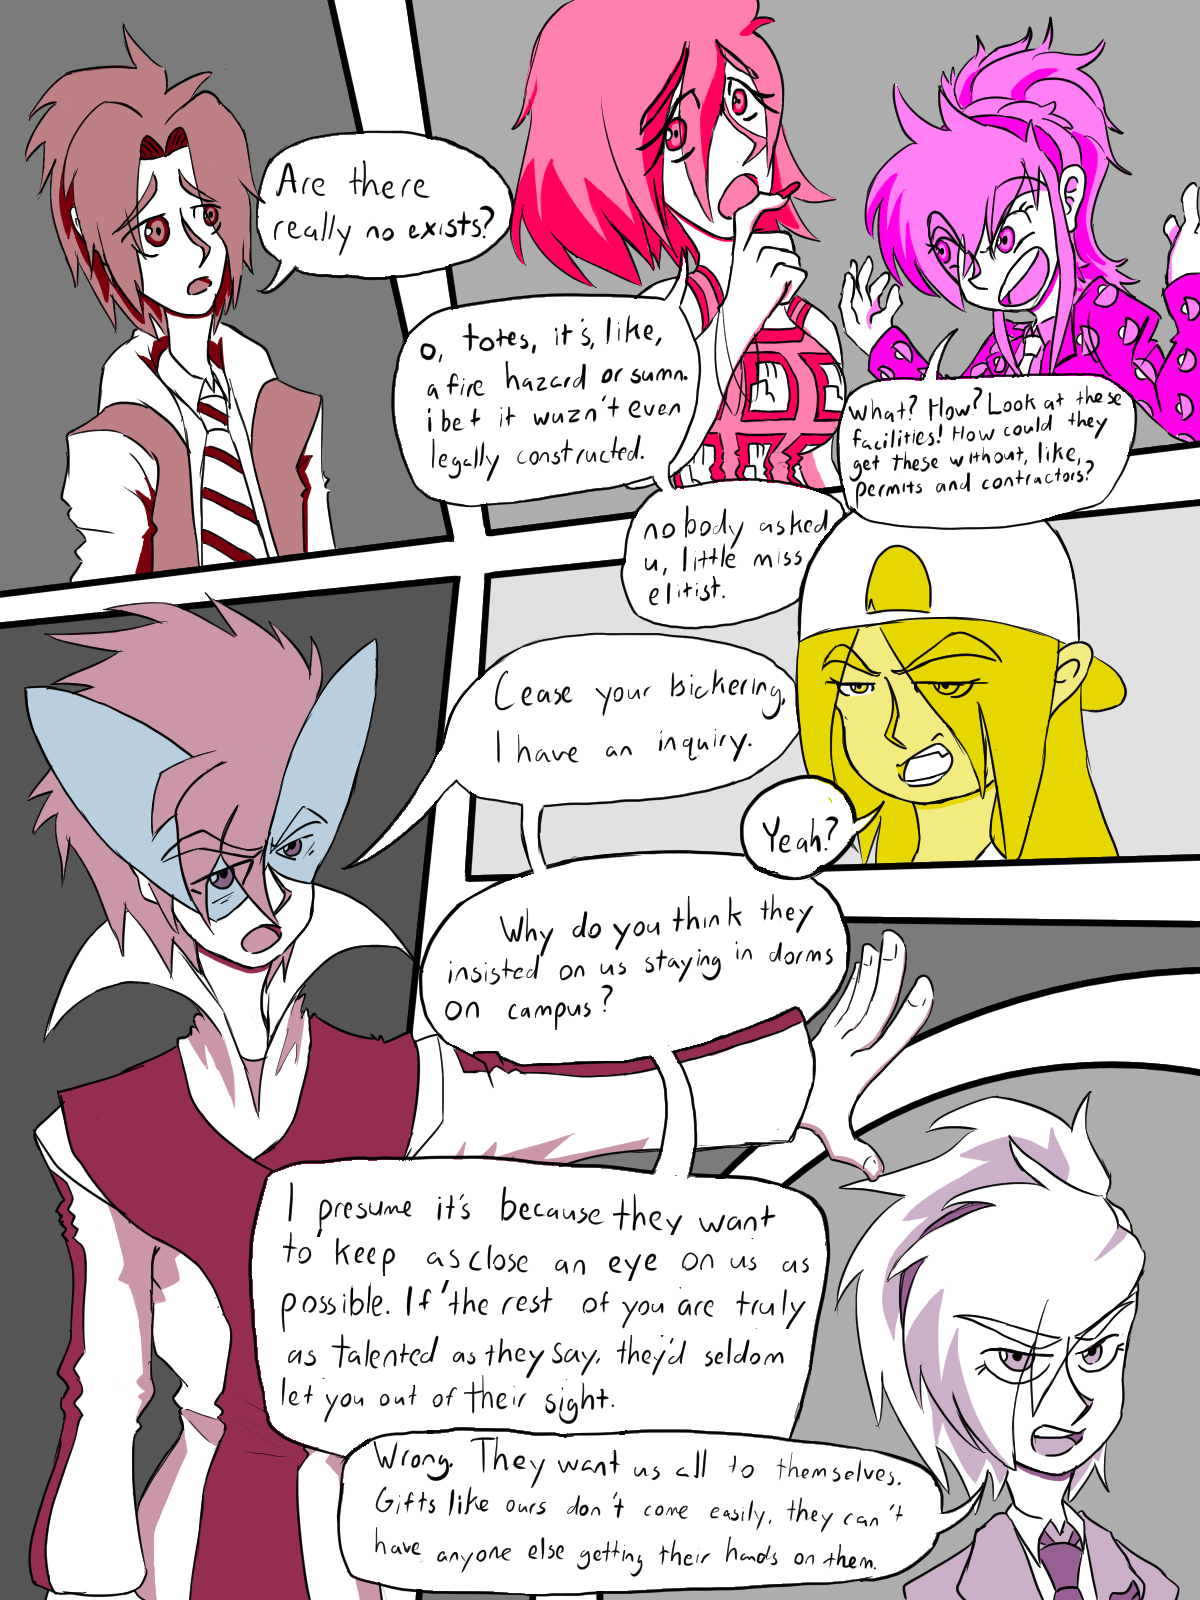 Are there
really no exists?
o, totes, it's, like,
a fire hazard or sumn.
i bet it wuzn't even
legally constructed.
What? How? Look at these
facilities! How could they
get these without, like,
permits and contractors?
no body asked
u, little miss
elitist.
Cease your bickering,
I have an inquiry.
Yeah?
Why do you think they
insisted on us staying in dorms
on campus?
I presume it's because they want
to keep as close an eye on us as
possible. If the rest of you are truly
as talented as they say, they'd seldom
let you out of their sight.
Wrong. They want us all to themselves.
Gifts like ours don't come easily, they can't
have anyone else getting their hands on them.